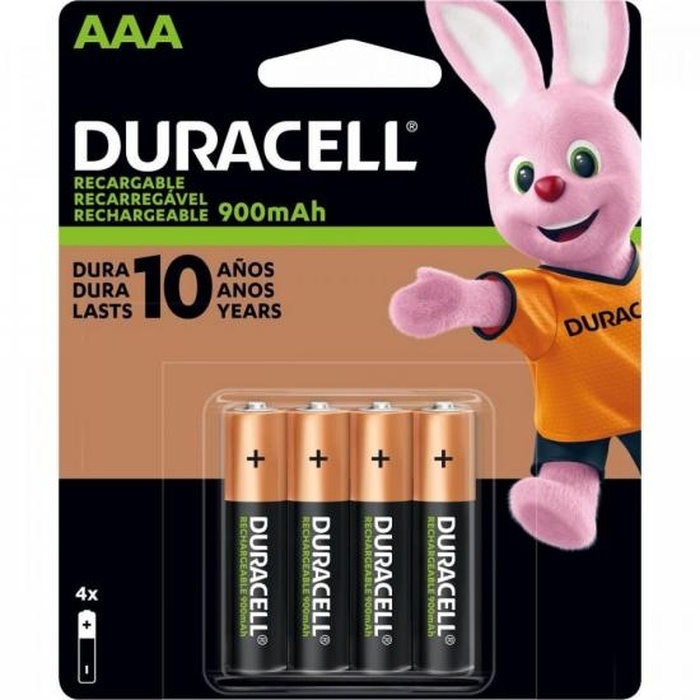 AAA
DURACELL®
RECARGABLE
RECARREGÁVEL
RECHARGEABLE 900mAh
DURA 10 AÑOS
DURA ANOS
LASTS YEARS
DURAC
+ + + +
DURACELL®
RECHARGEABLE 900mAh
DURACELL®
RECHARGEABLE 900mAh
DURACELL®
RECHARGEABLE 900mAh
DURACELL®
RECHARGEABLE 900mAh
4x
+
-